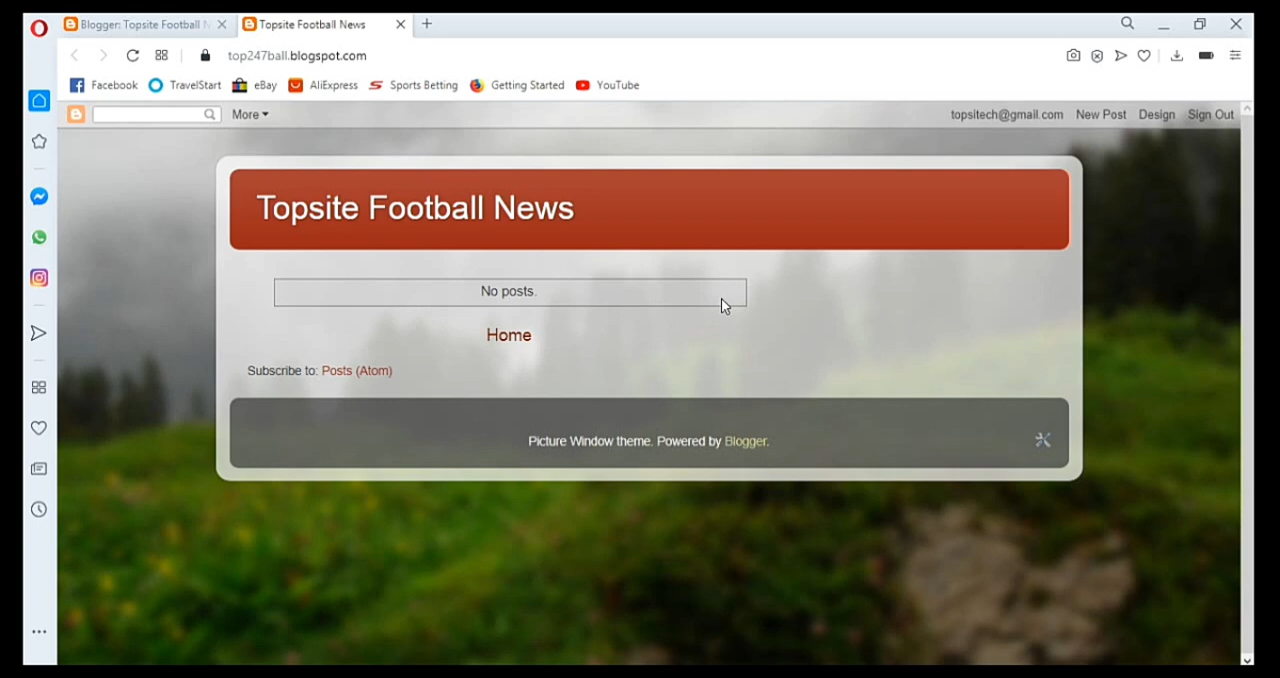 Blogger: Topsite Football N
Topsite Football News
top247ball.blogspot.com
Facebook TravelStart eBay AliExpress Sports Betting Getting Started YouTube
More
topsitech@gmail.com New Post Design Sign Out
Topsite Football News
No posts.
Home
Subscribe to: Posts (Atom)
Picture Window theme. Powered by Blogger.